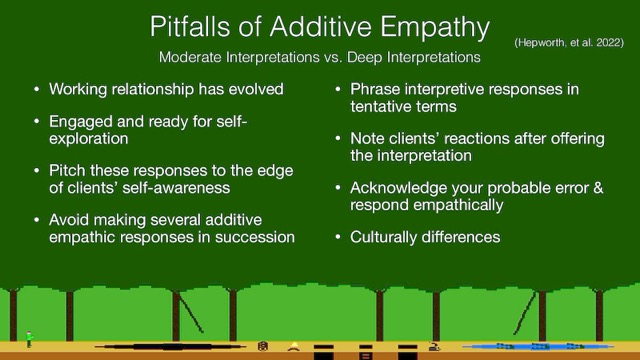 Pitfalls of Additive Empathy
(Hepworth, et al. 2022)
Moderate Interpretations vs. Deep Interpretations
• Working relationship has evolved
• Engaged and ready for self-
exploration
• Pitch these responses to the edge
of clients’ self-awareness
• Avoid making several additive
empathic responses in succession
• Phrase interpretive responses in
tentative terms
• Note clients’ reactions after offering
the interpretation
• Acknowledge your probable error &
respond empathically
• Culturally differences